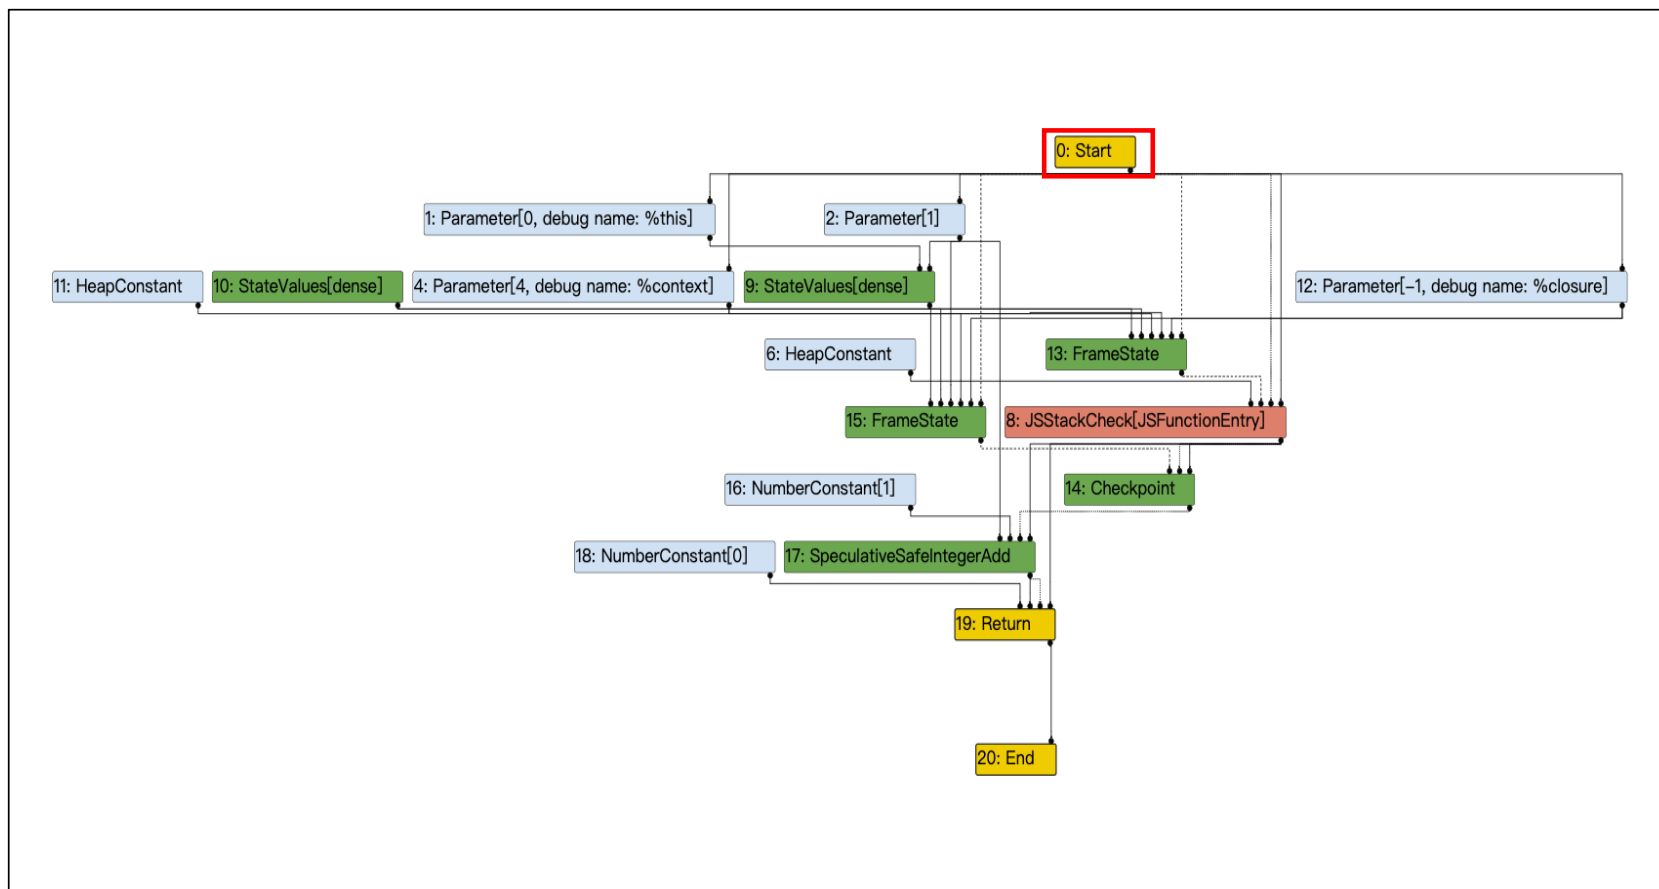 0: Start
1: Parameter[0, debug name: %this]
2: Parameter[1]
11: HeapConstant
10: StateValues[dense]
4: Parameter[4, debug name: %context]
9: StateValues[dense]
12: Parameter[−1, debug name: %closure]
6: HeapConstant
13: FrameState
15: FrameState
8: JSStackCheck[JSFunctionEntry]
16: NumberConstant[1]
14: Checkpoint
18: NumberConstant[0]
17: SpeculativeSafeIntegerAdd
19: Return
20: End